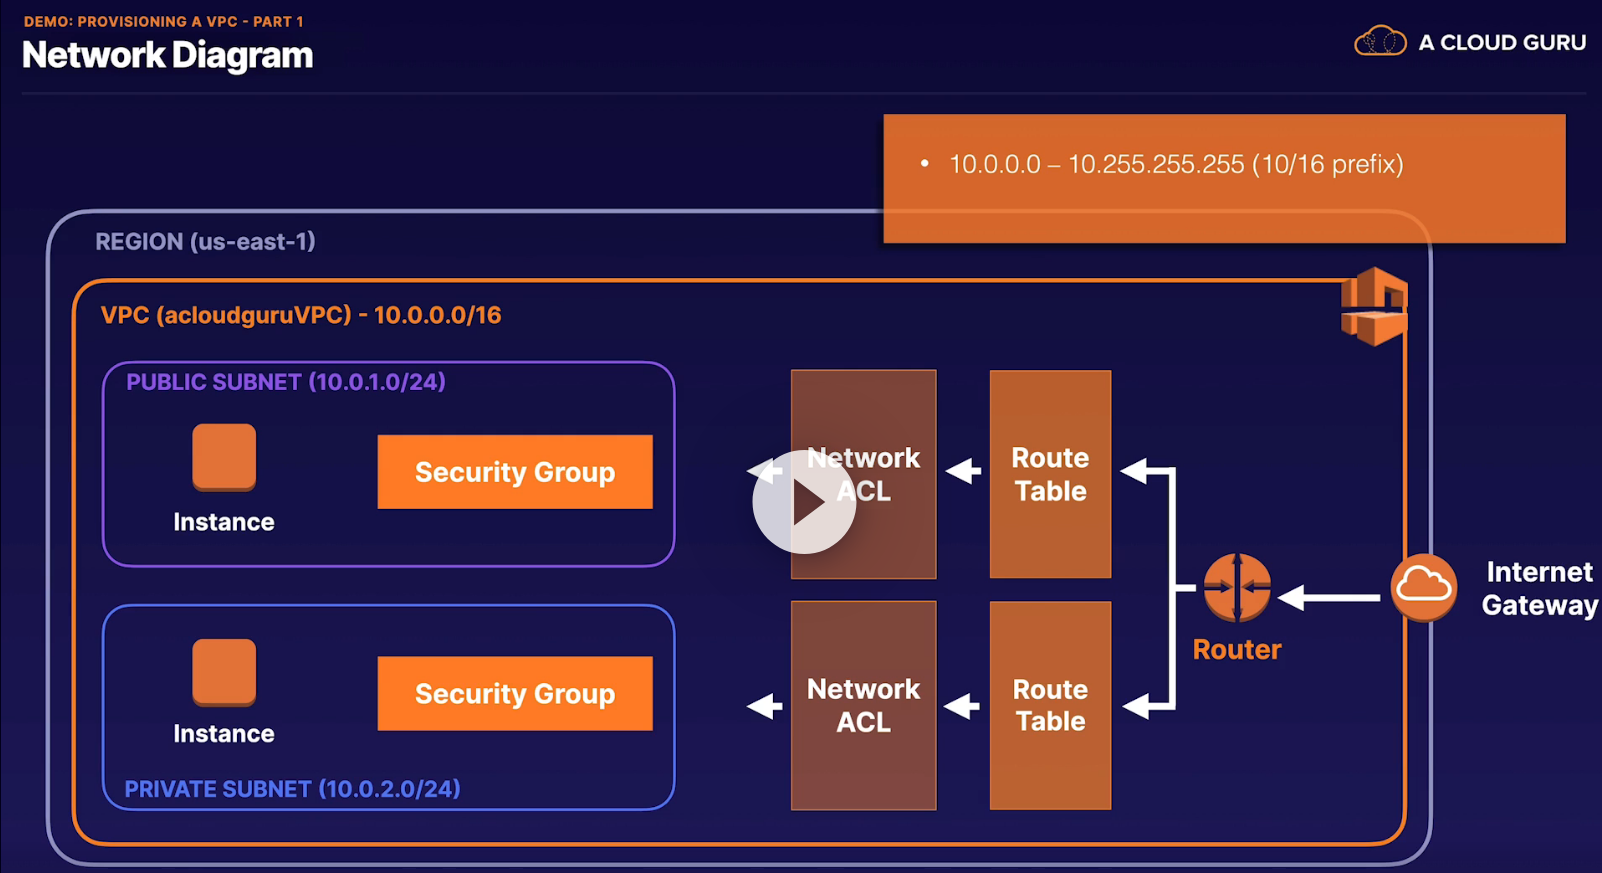 DEMO: PROVISIONING A VPC - PART 1
Network Diagram
A CLOUD GURU
• 10.0.0.0 – 10.255.255.255 (10/16 prefix)
REGION (us-east-1)
VPC (acloudguruVPC) - 10.0.0.0/16
PUBLIC SUBNET (10.0.1.0/24)
Instance
Security Group
Network
ACL
Route
Table
Internet
Gateway
Router
Instance
Security Group
Network
ACL
Route
Table
PRIVATE SUBNET (10.0.2.0/24)